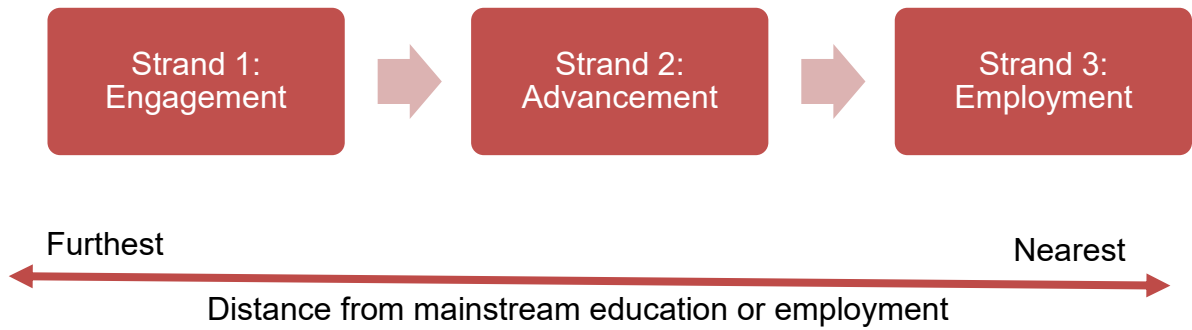 Strand 1:
Engagement
Strand 2:
Advancement
Strand 3:
Employment
Furthest
Nearest
Distance from mainstream education or employment